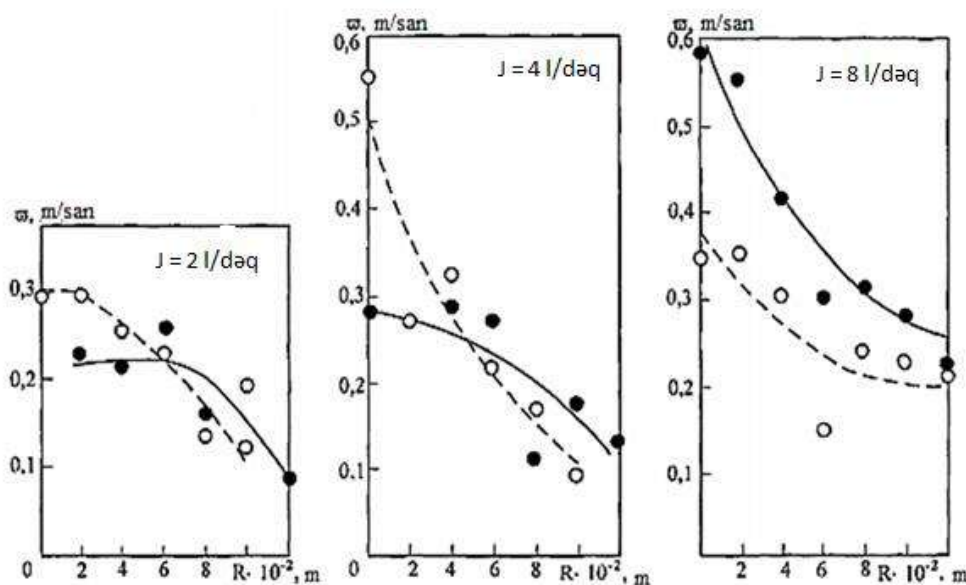 ϖ, m/san
J = 2 l/dəq
0,3
0,2
0,1
0
0 2 4 6 8 R· 10⁻², m
ϖ, m/san
0,6
J = 4 l/dəq
0,5
0,4
0,3
0,2
0,1
0 2 4 6 8 R· 10⁻², m
ϖ, m/san
0,6
J = 8 l/dəq
0,5
0,4
0,3
0,2
0,1
0 2 4 6 8 R· 10⁻², m